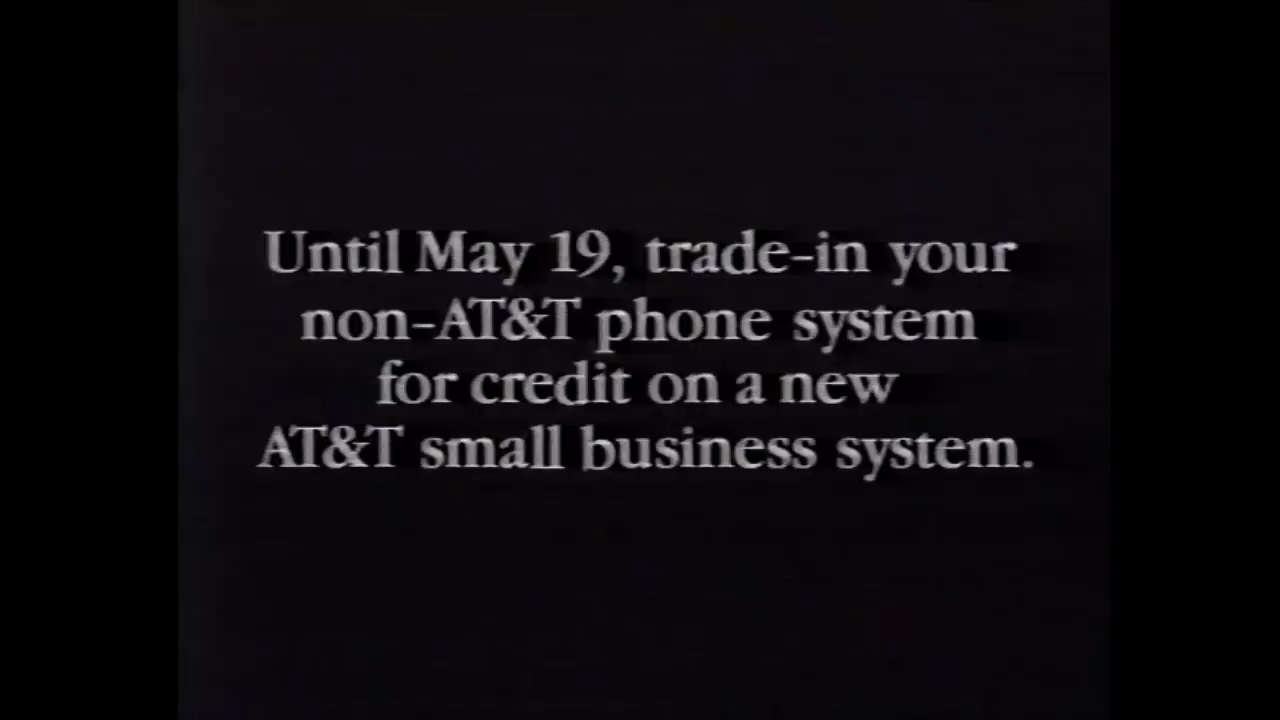 Until May 19, trade-in your
non-AT&T phone system
for credit on a new
AT&T small business system.